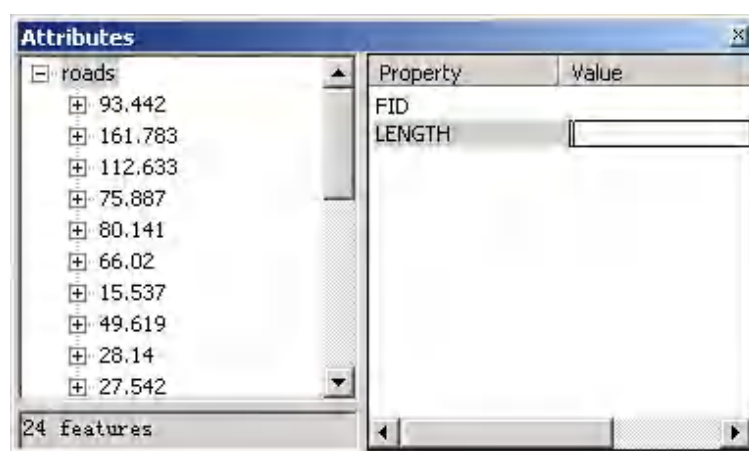 Attributes
roads
93.442
161.783
112.633
75.887
80.141
66.02
15.537
49.619
28.14
27.542
24 features
Property Value
FID
LENGTH